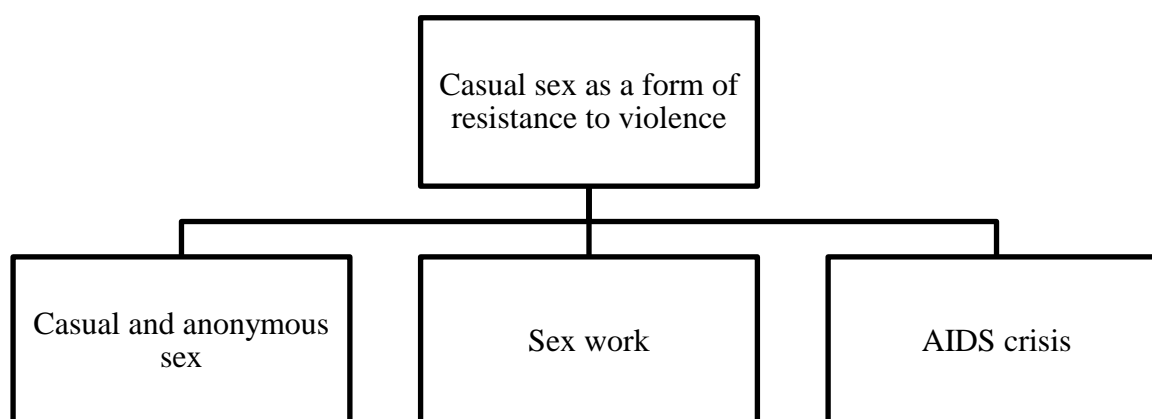 Casual sex as a form of
resistance to violence
Casual and anonymous
sex
Sex work
AIDS crisis